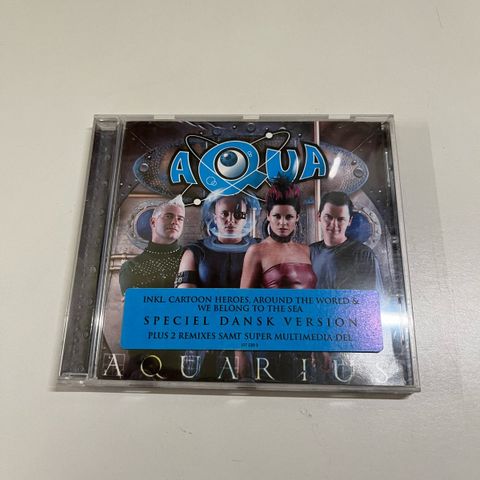 AQUA
INKL. CARTOON HEROES, AROUND THE WORLD &
WE BELONG TO THE SEA
SPECIEL DANSK VERSION
PLUS 2 REMIXES SAMT SUPER MULTIMEDIA DEL
AQUARIUS